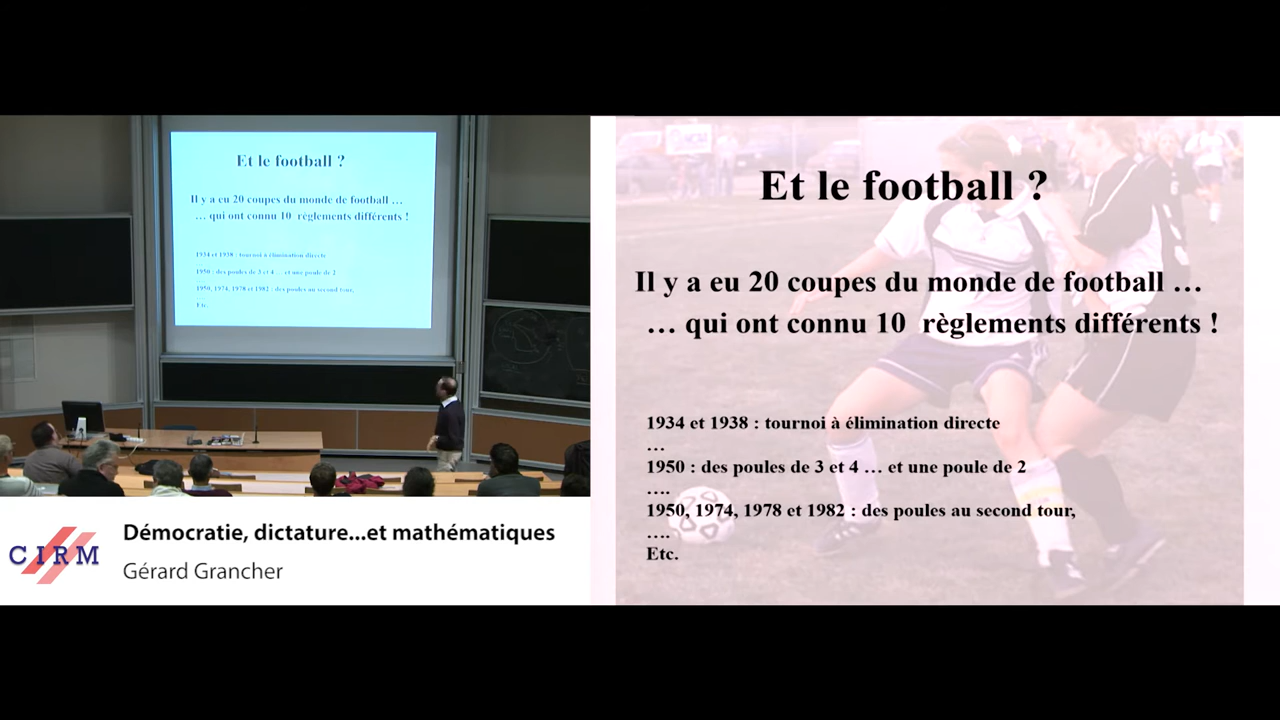 Et le football ?
Il y a eu 20 coupes du monde de football …
… qui ont connu 10 règlements différents !
1934 et 1938 : tournoi à élimination directe
1950 : des poules de 3 et 4 … et une poule de 2
1950, 1974, 1978 et 1982 : des poules au second tour,
Etc.
CIRM
Démocratie, dictature...et mathématiques
Gérard Grancher
Et le football ?
Il y a eu 20 coupes du monde de football …
… qui ont connu 10 règlements différents !
1934 et 1938 : tournoi à élimination directe
…
1950 : des poules de 3 et 4 … et une poule de 2
….
1950, 1974, 1978 et 1982 : des poules au second tour,
….
Etc.